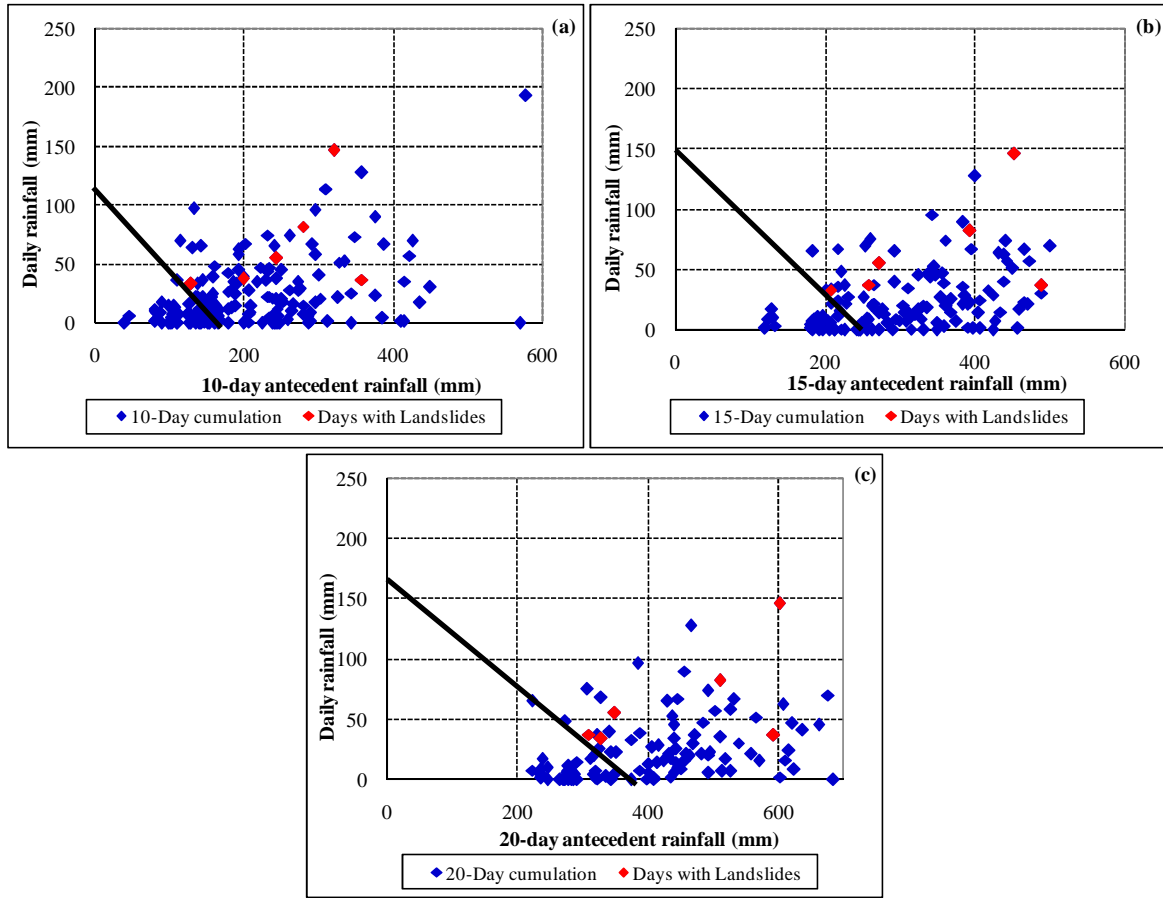 (a)
250
200
150
100
50
0
Daily rainfall (mm)
0 200 400 600
10-day antecedent rainfall (mm)
10-Day cumulation Days with Landslides
(b)
250
200
150
100
50
0
Daily rainfall (mm)
0 200 400 600
15-day antecedent rainfall (mm)
15-Day cumulation Days with Landslides
(c)
250
200
150
100
50
0
Daily rainfall (mm)
0 200 400 600
20-day antecedent rainfall (mm)
20-Day cumulation Days with Landslides